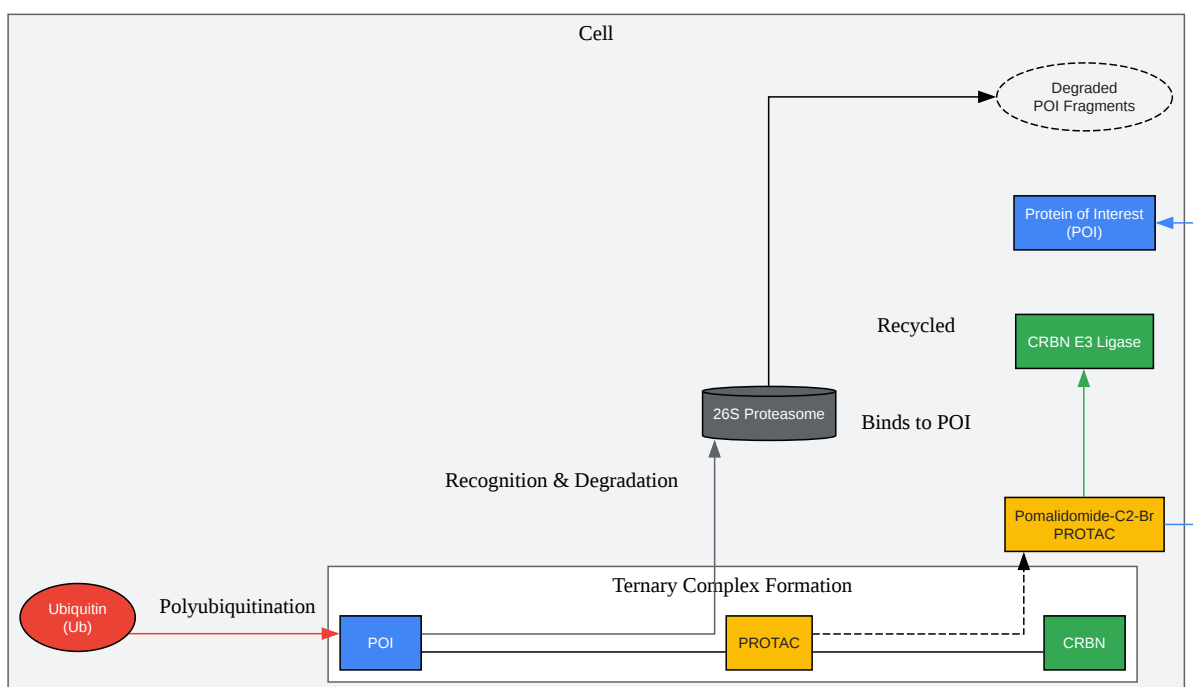 Cell
Degraded
POI Fragments
Protein of Interest
(POI)
Recycled
CRBN E3 Ligase
26S Proteasome
Binds to POI
Recognition & Degradation
Pomalidomide-C2-Br
PROTAC
Ternary Complex Formation
Ubiquitin
(Ub)
Polyubiquitination
POI
PROTAC
CRBN